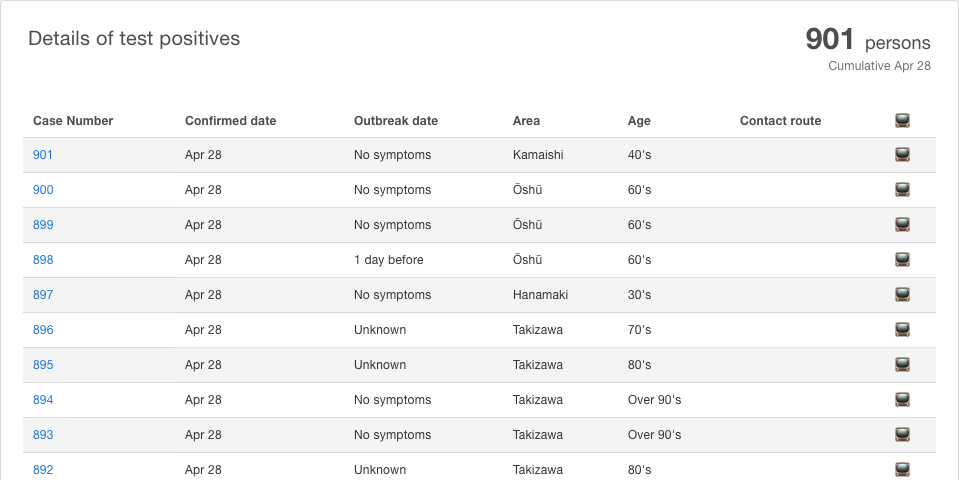 Details of test positives
901 persons
Cumulative Apr 28
Case Number Confirmed date Outbreak date Area Age Contact route
901 Apr 28 No symptoms Kamaishi 40's
900 Apr 28 No symptoms Ōshū 60's
899 Apr 28 No symptoms Ōshū 60's
898 Apr 28 1 day before Ōshū 60's
897 Apr 28 No symptoms Hanamaki 30's
896 Apr 28 Unknown Takizawa 70's
895 Apr 28 Unknown Takizawa 80's
894 Apr 28 No symptoms Takizawa Over 90's
893 Apr 28 No symptoms Takizawa Over 90's
892 Apr 28 Unknown Takizawa 80's